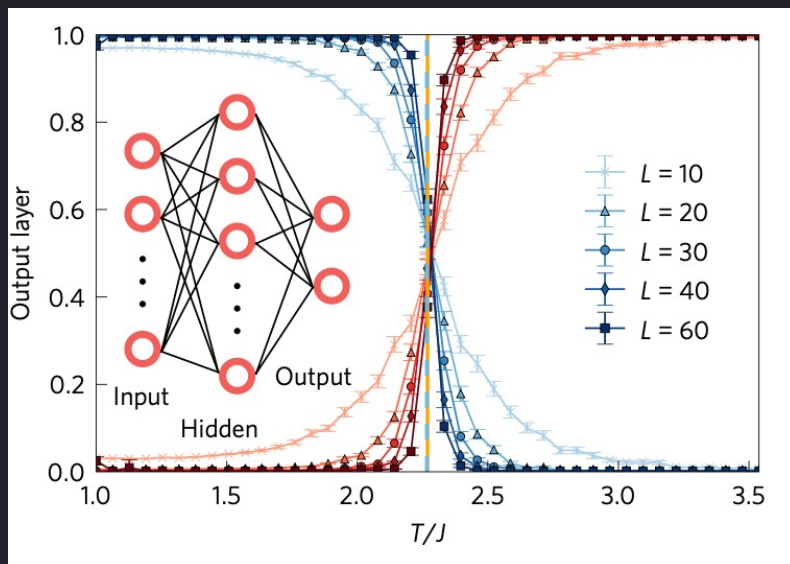 1.0
0.8
0.6
0.4
0.2
0.0
Output layer
Input
Hidden
Output
L = 10
L = 20
L = 30
L = 40
L = 60
1.0 1.5 2.0 2.5 3.0 3.5
T/J